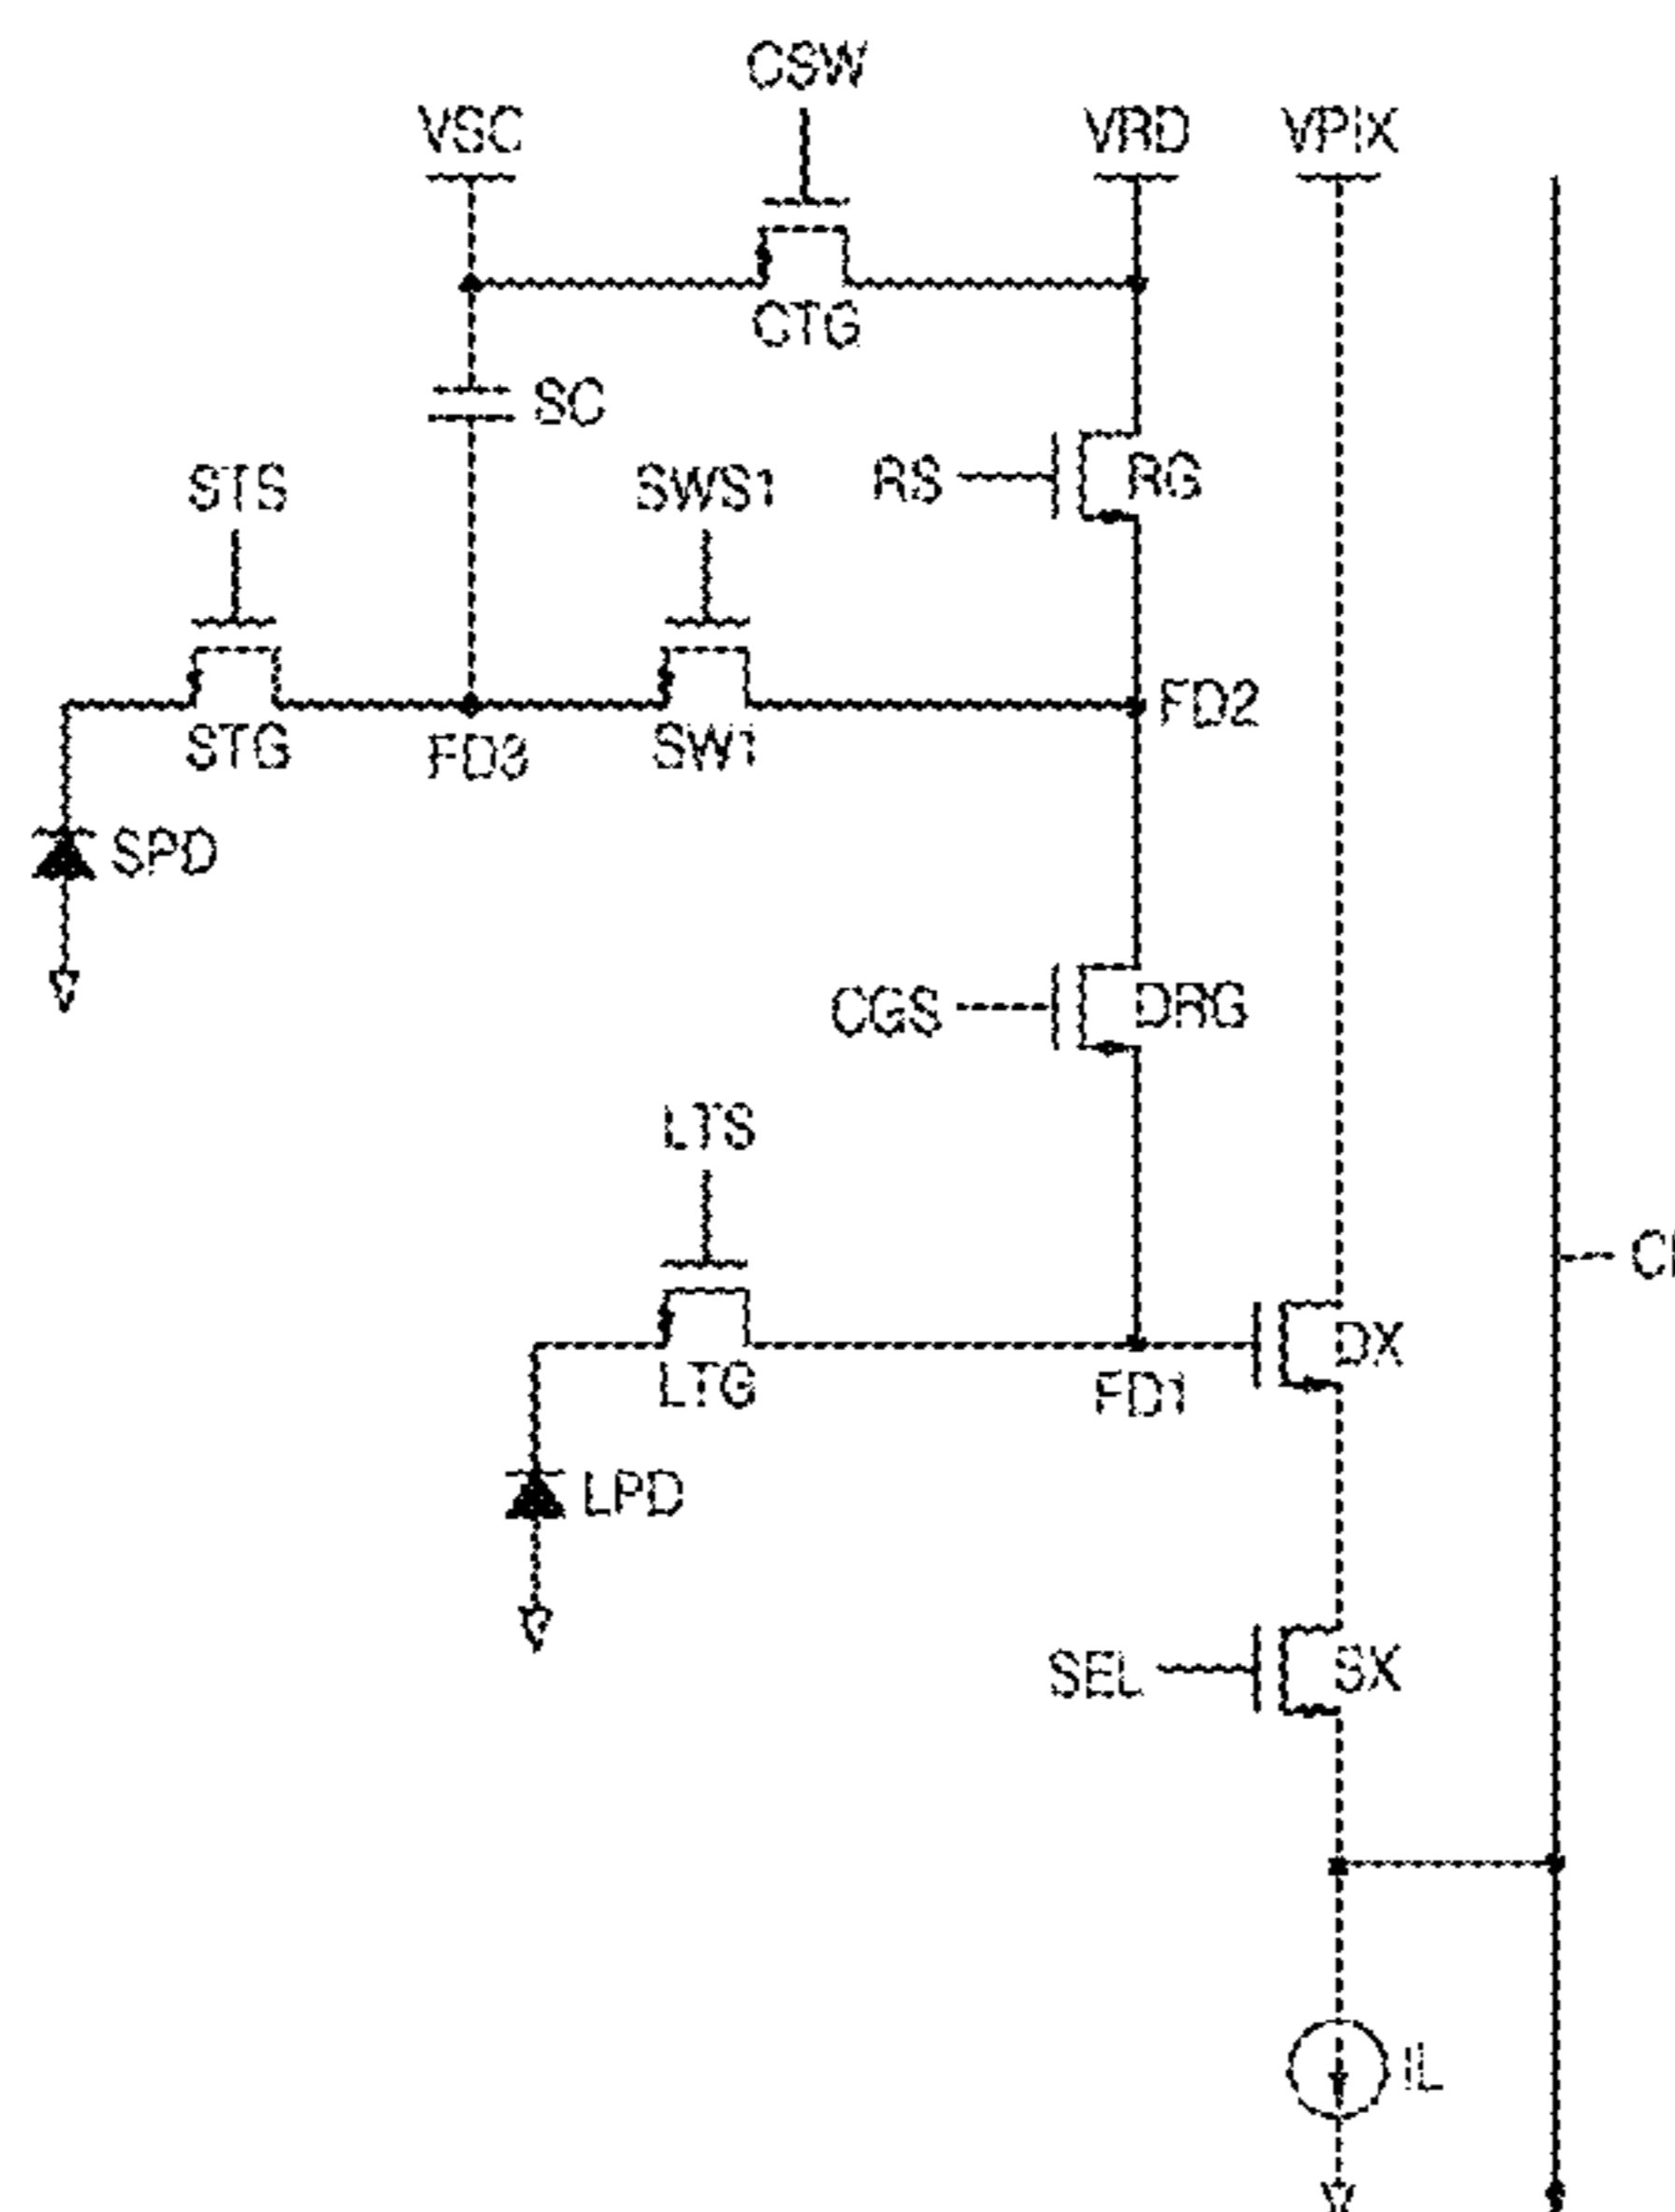 CSW
VSC
VRD
VPIX
CTG
SC
RS
RG
STS
SWS1
STG
FD3
SW1
FD2
SPD
CGS
DRG
LTS
LTG
FD1
DX
LPD
SEL
SX
IL